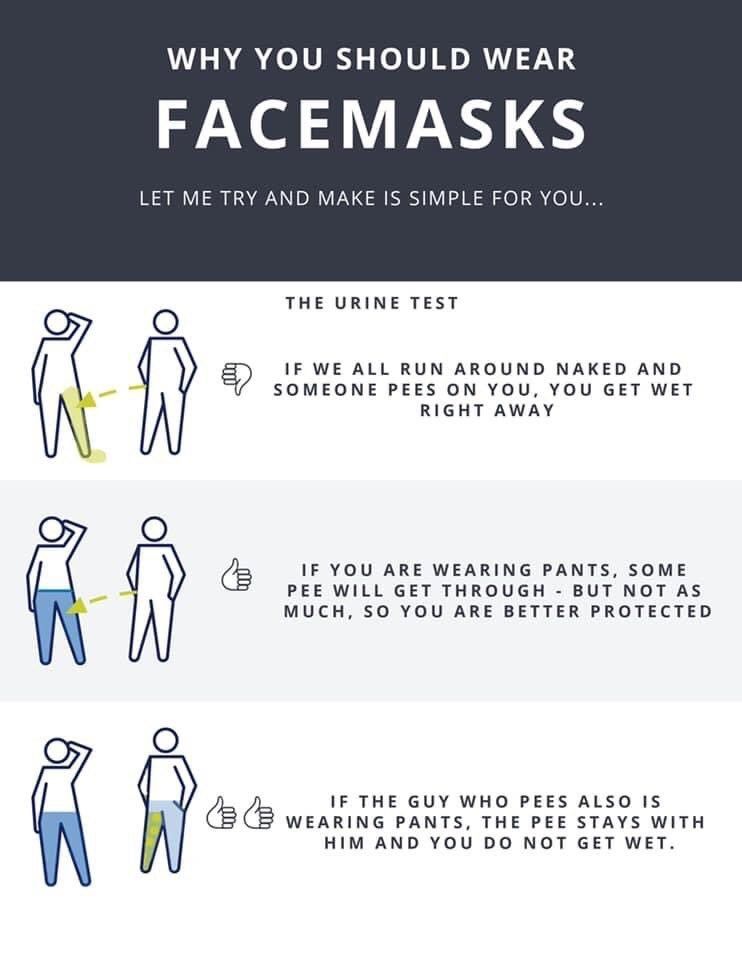 WHY YOU SHOULD WEAR
FACEMASKS
LET ME TRY AND MAKE IS SIMPLE FOR YOU...
THE URINE TEST
IF WE ALL RUN AROUND NAKED AND
SOMEONE PEES ON YOU, YOU GET WET
RIGHT AWAY
IF YOU ARE WEARING PANTS, SOME
PEE WILL GET THROUGH - BUT NOT AS
MUCH, SO YOU ARE BETTER PROTECTED
IF THE GUY WHO PEES ALSO IS
WEARING PANTS, THE PEE STAYS WITH
HIM AND YOU DO NOT GET WET.